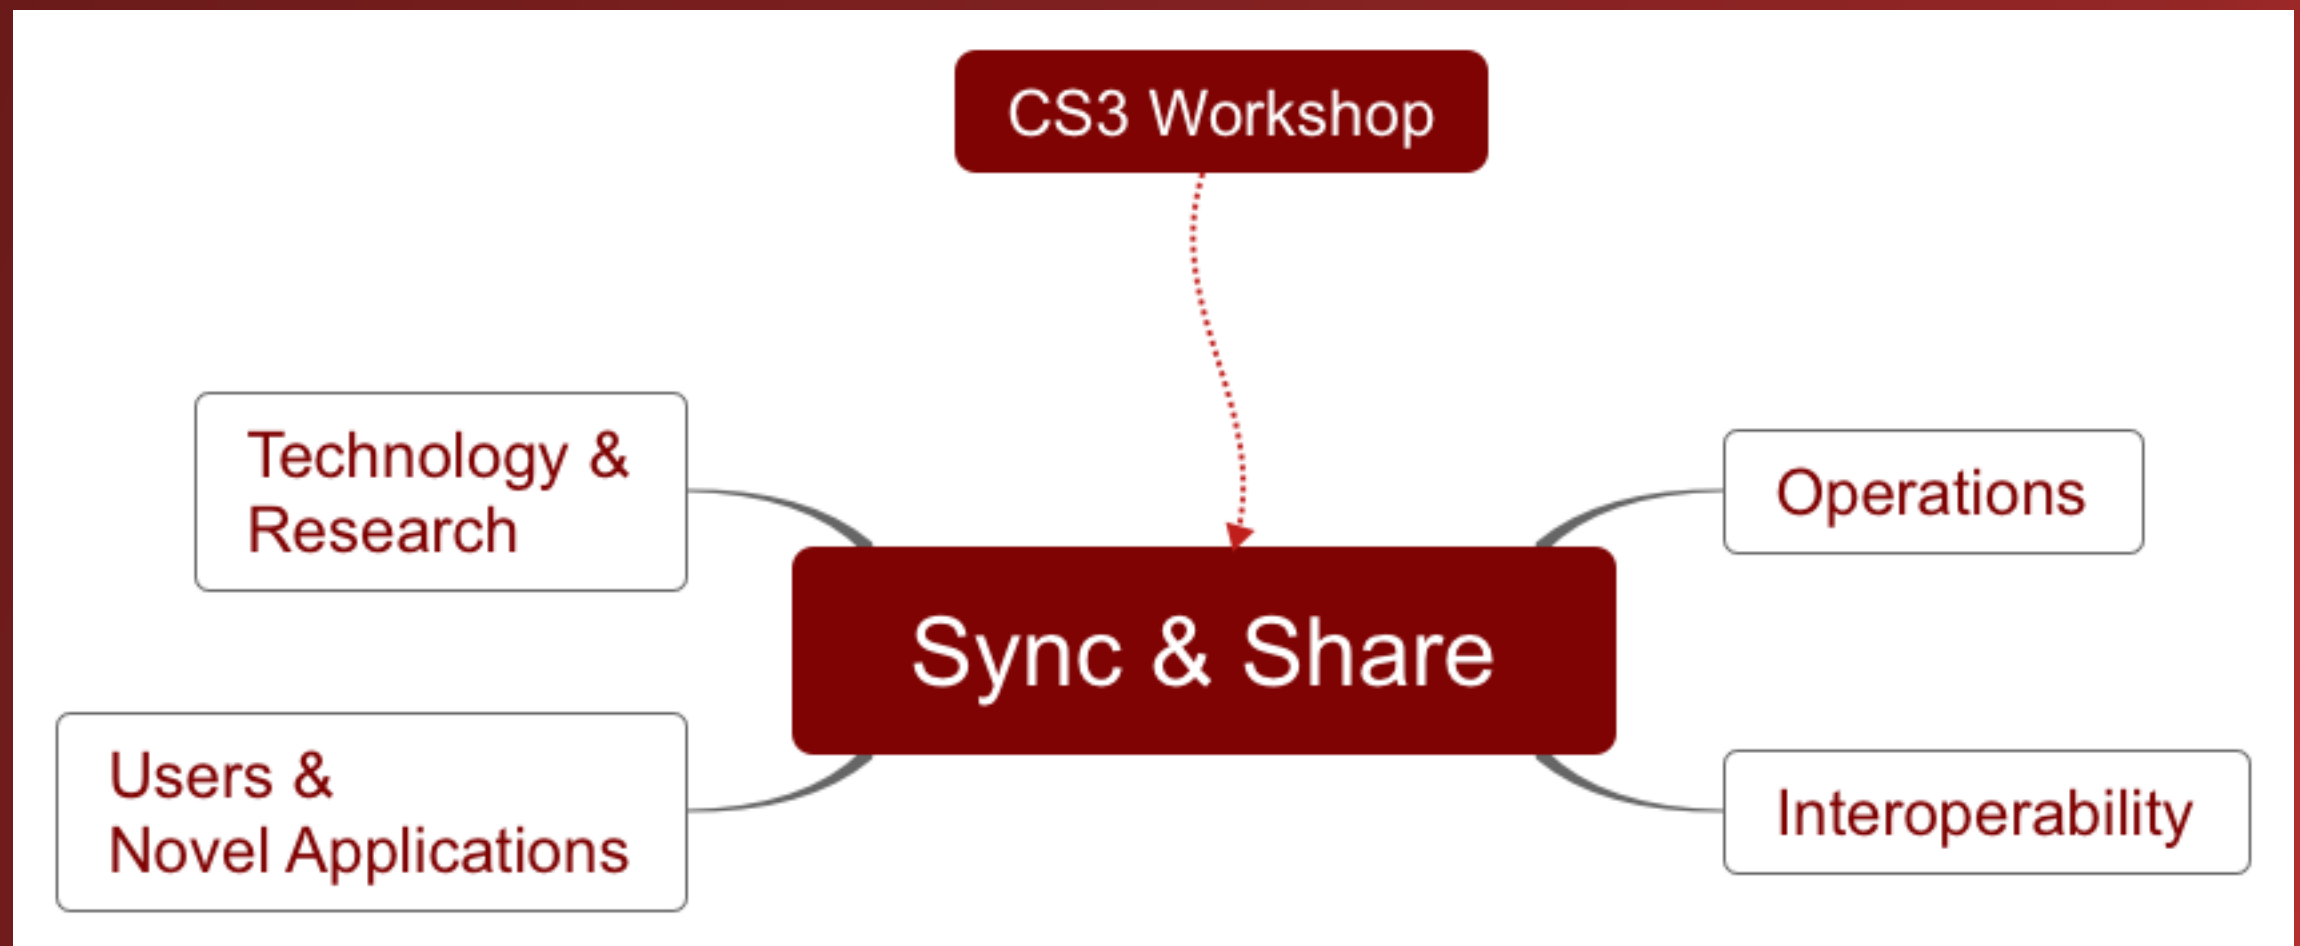 CS3 Workshop
Technology &
Research
Operations
Sync & Share
Users &
Novel Applications
Interoperability